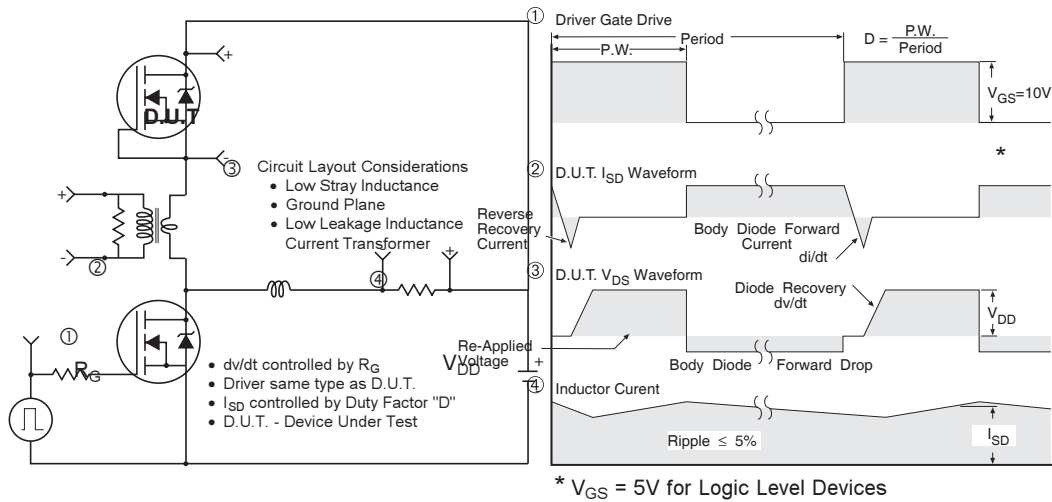 D.U.T
+
-
③
Circuit Layout Considerations
• Low Stray Inductance
• Ground Plane
• Low Leakage Inductance
Current Transformer
+
-
②
-
+
④
①
R_G
• dv/dt controlled by R_G
• Driver same type as D.U.T.
• I_SD controlled by Duty Factor "D"
• D.U.T. - Device Under Test
V_DD
+
-
① Driver Gate Drive
P.W.
Period
D = P.W. / Period
V_GS=10V
*
② D.U.T. I_SD Waveform
Reverse
Recovery
Current
Body Diode Forward
Current
di/dt
③ D.U.T. V_DS Waveform
Diode Recovery
dv/dt
V_DD
Re-Applied
Voltage
Body Diode
Forward Drop
④ Inductor Curent
Ripple ≤ 5%
I_SD
* V_GS = 5V for Logic Level Devices